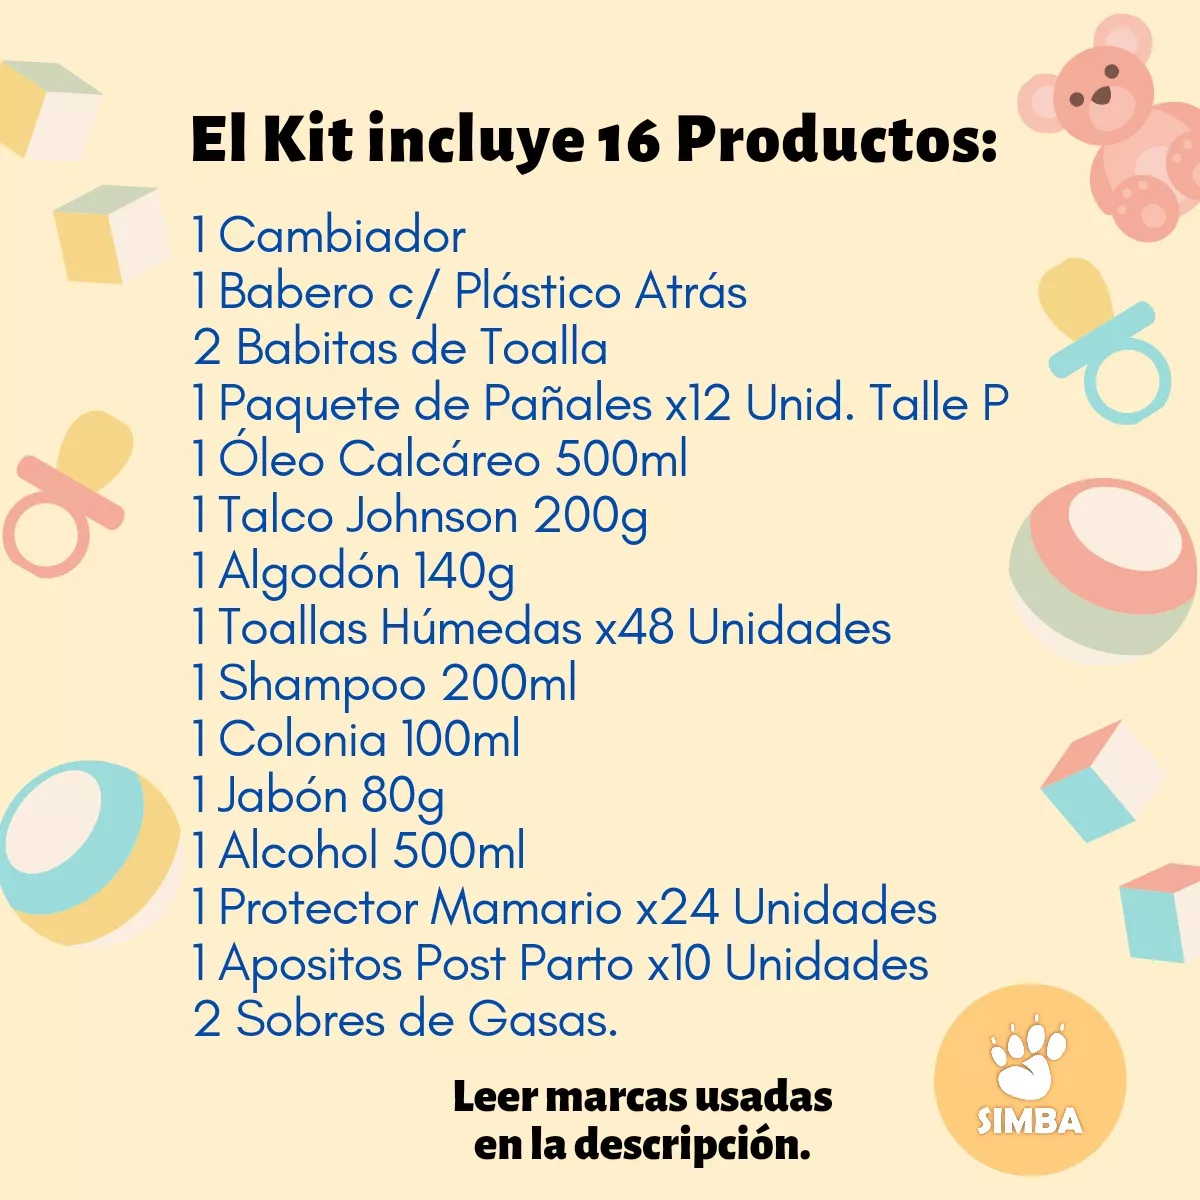 El Kit incluye 16 Productos:
1 Cambiador
1 Babero c/ Plástico Atrás
2 Babitas de Toalla
1 Paquete de Pañales x12 Unid. Talle P
1 Óleo Calcáreo 500ml
1 Talco Johnson 200g
1 Algodón 140g
1 Toallas Húmedas x48 Unidades
1 Shampoo 200ml
1 Colonia 100ml
1 Jabón 80g
1 Alcohol 500ml
1 Protector Mamario x24 Unidades
1 Apositos Post Parto x10 Unidades
2 Sobres de Gasas.
Leer marcas usadas
en la descripción.
SIMBA